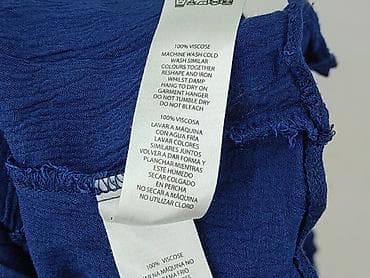 100% VISCOSE
MACHINE WASH COLD
WASH SIMILAR
COLOURS TOGETHER
RESHAPE AND IRON
WHILST DAMP
HANG TO DRY ON
GARMENT HANGER
DO NOT TUMBLE DRY
DO NOT BLEACH
100% VISCOSA
LAVAR A MÁQUINA
CON AGUA FRÍA
LAVAR COLORES
SIMILARES JUNTOS
VOLVER A DAR FORMA Y
PLANCHAR MIENTRAS
ESTÉ HÚMEDO
SECAR COLGADO
EN PERCHA
NO SECAR A MÁQUINA
NO UTILIZAR CLORO
100% VISCOSE
NA MÁQUINA NO